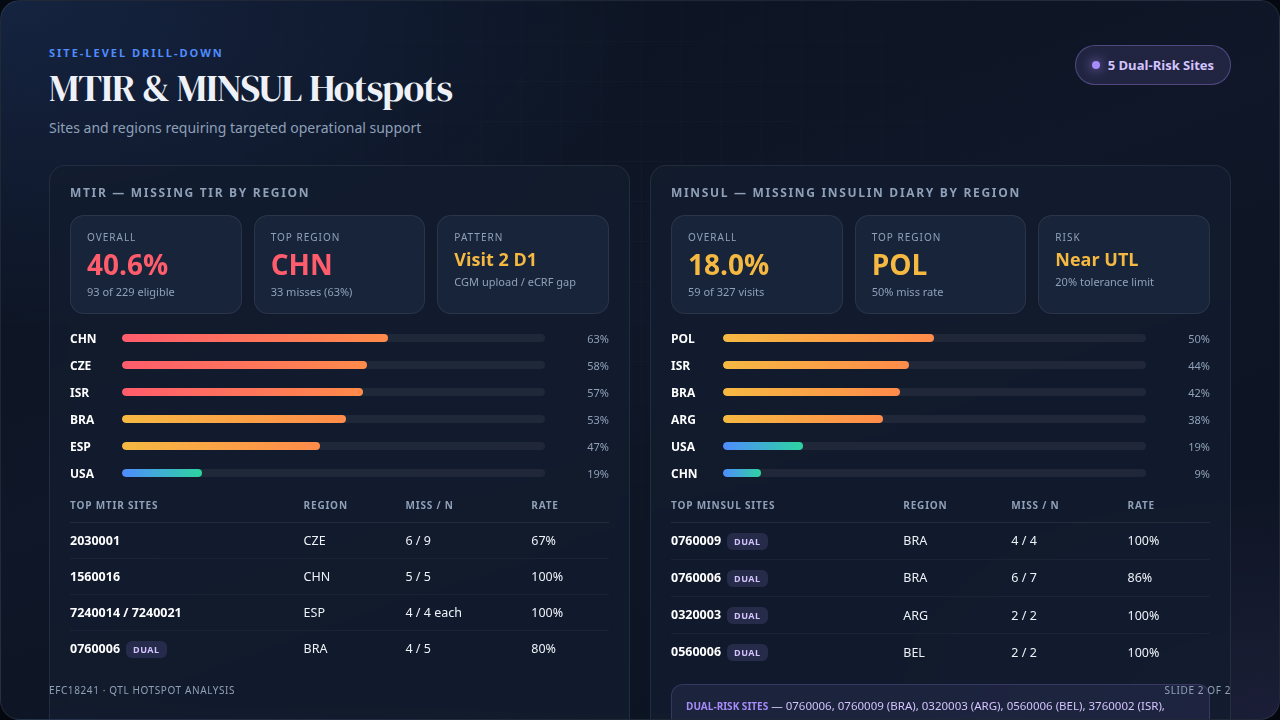 SITE-LEVEL DRILL-DOWN
MTIR & MINSUL Hotspots
Sites and regions requiring targeted operational support
5 Dual-Risk Sites
MTIR — MISSING TIR BY REGION
OVERALL
40.6%
93 of 229 eligible
TOP REGION
CHN
33 misses (63%)
PATTERN
Visit 2 D1
CGM upload / eCRF gap
CHN 63%
CZE 58%
ISR 57%
BRA 53%
ESP 47%
USA 19%
TOP MTIR SITES REGION MISS / N RATE
2030001 CZE 6 / 9 67%
1560016 CHN 5 / 5 100%
7240014 / 7240021 ESP 4 / 4 each 100%
0760006 DUAL BRA 4 / 5 80%
MINSUL — MISSING INSULIN DIARY BY REGION
OVERALL
18.0%
59 of 327 visits
TOP REGION
POL
50% miss rate
RISK
Near UTL
20% tolerance limit
POL 50%
ISR 44%
BRA 42%
ARG 38%
USA 19%
CHN 9%
TOP MINSUL SITES REGION MISS / N RATE
0760009 DUAL BRA 4 / 4 100%
0760006 DUAL BRA 6 / 7 86%
0320003 DUAL ARG 2 / 2 100%
0560006 DUAL BEL 2 / 2 100%
DUAL-RISK SITES — 0760006, 0760009 (BRA), 0320003 (ARG), 0560006 (BEL), 3760002 (ISR),
EFC18241 · QTL HOTSPOT ANALYSIS
SLIDE 2 OF 2